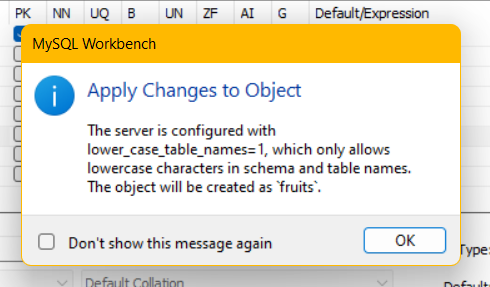 PK NN UQ B UN ZF AI G Default/Expression
MySQL Workbench
Apply Changes to Object
The server is configured with
lower_case_table_names=1, which only allows
lowercase characters in schema and table names.
The object will be created as `fruits`.
Don't show this message again
OK
Type:
Default Collation